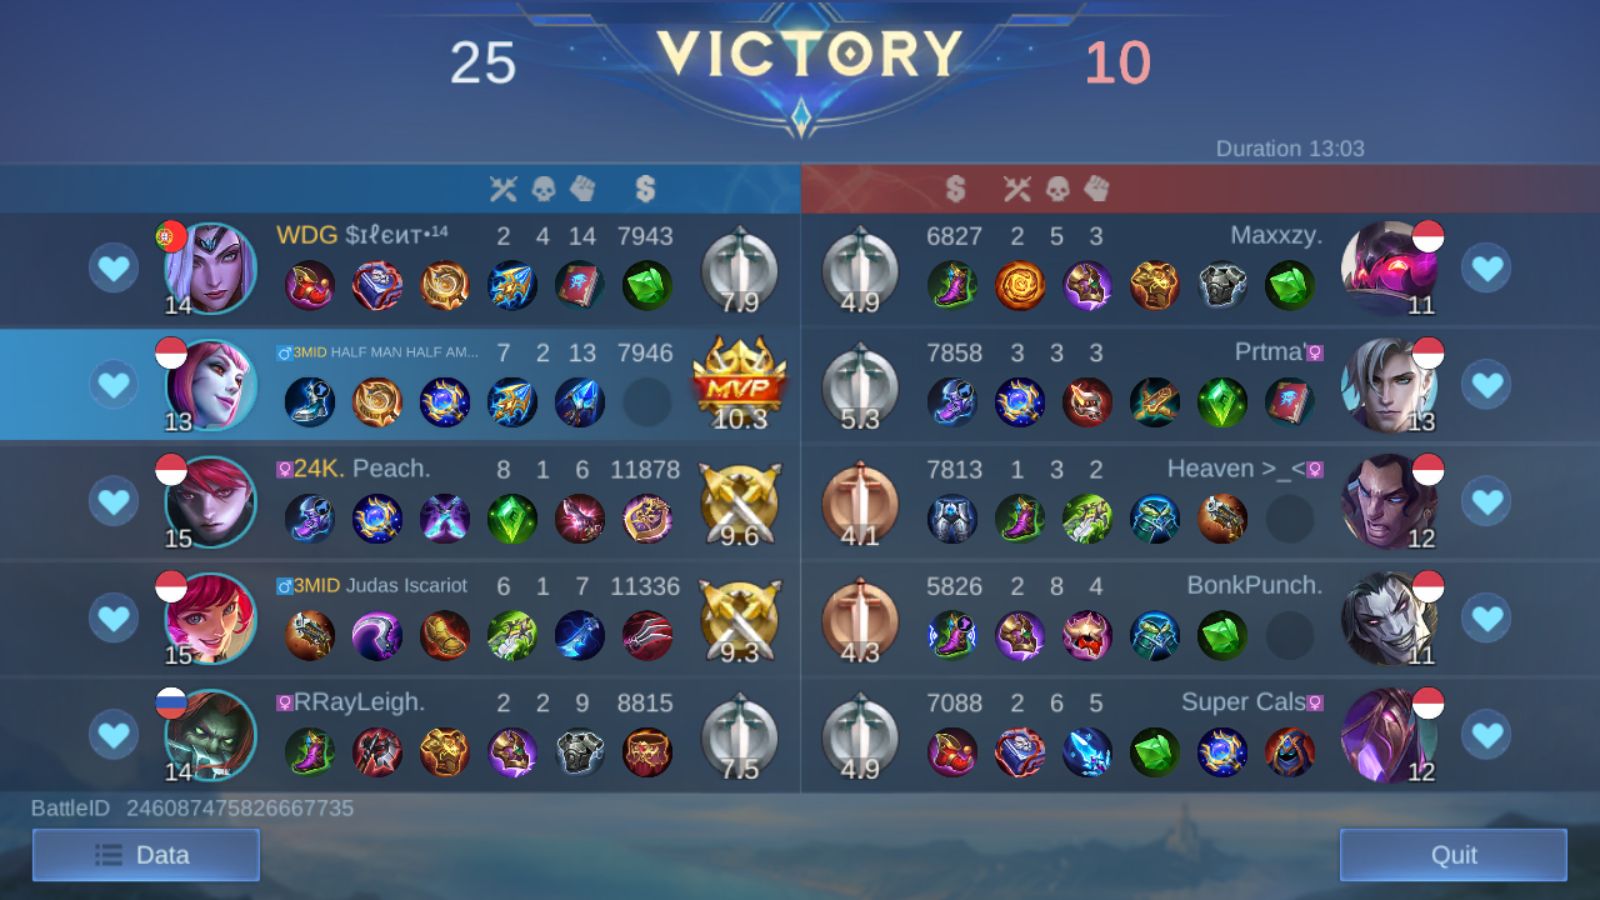 25 VICTORY 10
Duration 13:03
WDG $ɪℓєит•¹⁴ 2 4 14 7943
14 7.9
6827 2 5 3 Maxxzy.
4.9 11
3MID HALF MAN HALF AM... 7 2 13 7946
13 MVP 10.3
7858 3 3 3 Prtma'
5.3 13
24K. Peach. 8 1 6 11878
15 9.6
7813 1 3 2 Heaven >_<
4.1 12
3MID Judas Iscariot 6 1 7 11336
15 9.3
5826 2 8 4 BonkPunch.
4.3 11
RRayLeigh. 2 2 9 8815
14 7.5
7088 2 6 5 Super Cals
4.9 12
BattleID 246087475826667735
Data Quit